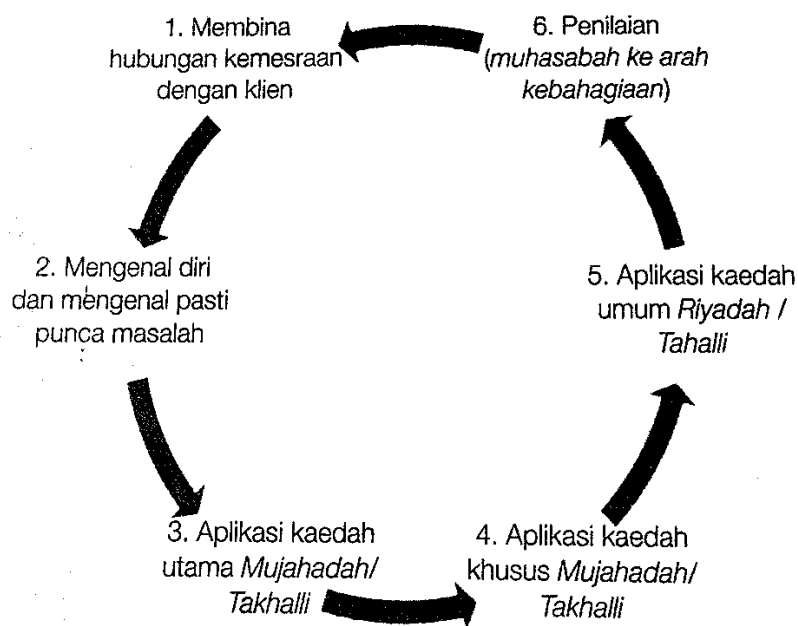 1. Membina
hubungan kemesraan
dengan klien
2. Mengenal diri
dan mengenal pasti
punca masalah
3. Aplikasi kaedah
utama Mujahadah/
Takhalli
4. Aplikasi kaedah
khusus Mujahadah/
Takhalli
5. Aplikasi kaedah
umum Riyadah /
Tahalli
6. Penilaian
(muhasabah ke arah
kebahagiaan)